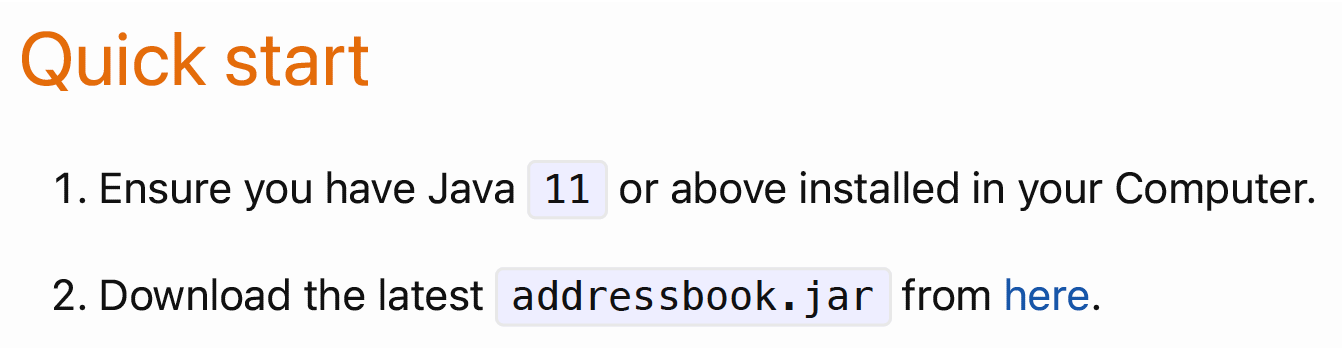 Quick start
1. Ensure you have Java 11 or above installed in your Computer.
2. Download the latest addressbook.jar from here.